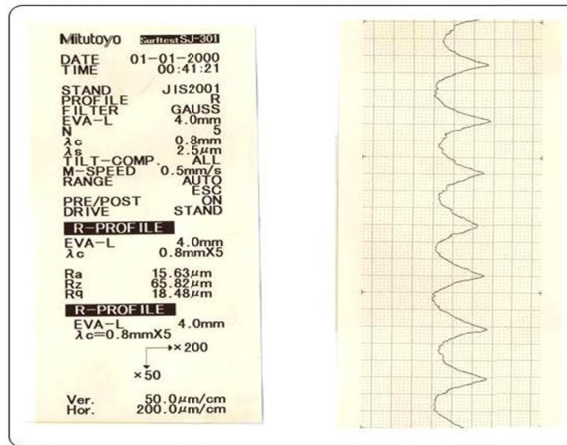 Mitutoyo SurftestSJ-301
DATE 01-01-2000
TIME 00:41:21
STAND JIS2001
PROFILE R
FILTER GAUSS
EVA-L 4.0mm
N 5
λc 0.8mm
λs 2.5μm
TILT-COMP. ALL
M-SPEED 0.5mm/s
RANGE AUTO
ESC
PRE/POST ON
DRIVE STAND
R-PROFILE
EVA-L 4.0mm
λc 0.8mmX5
Ra 15.63μm
Rz 65.82μm
Rq 18.48μm
R-PROFILE
EVA-L 4.0mm
λc=0.8mmX5
×200
×50
Ver. 50.0μm/cm
Hor. 200.0μm/cm